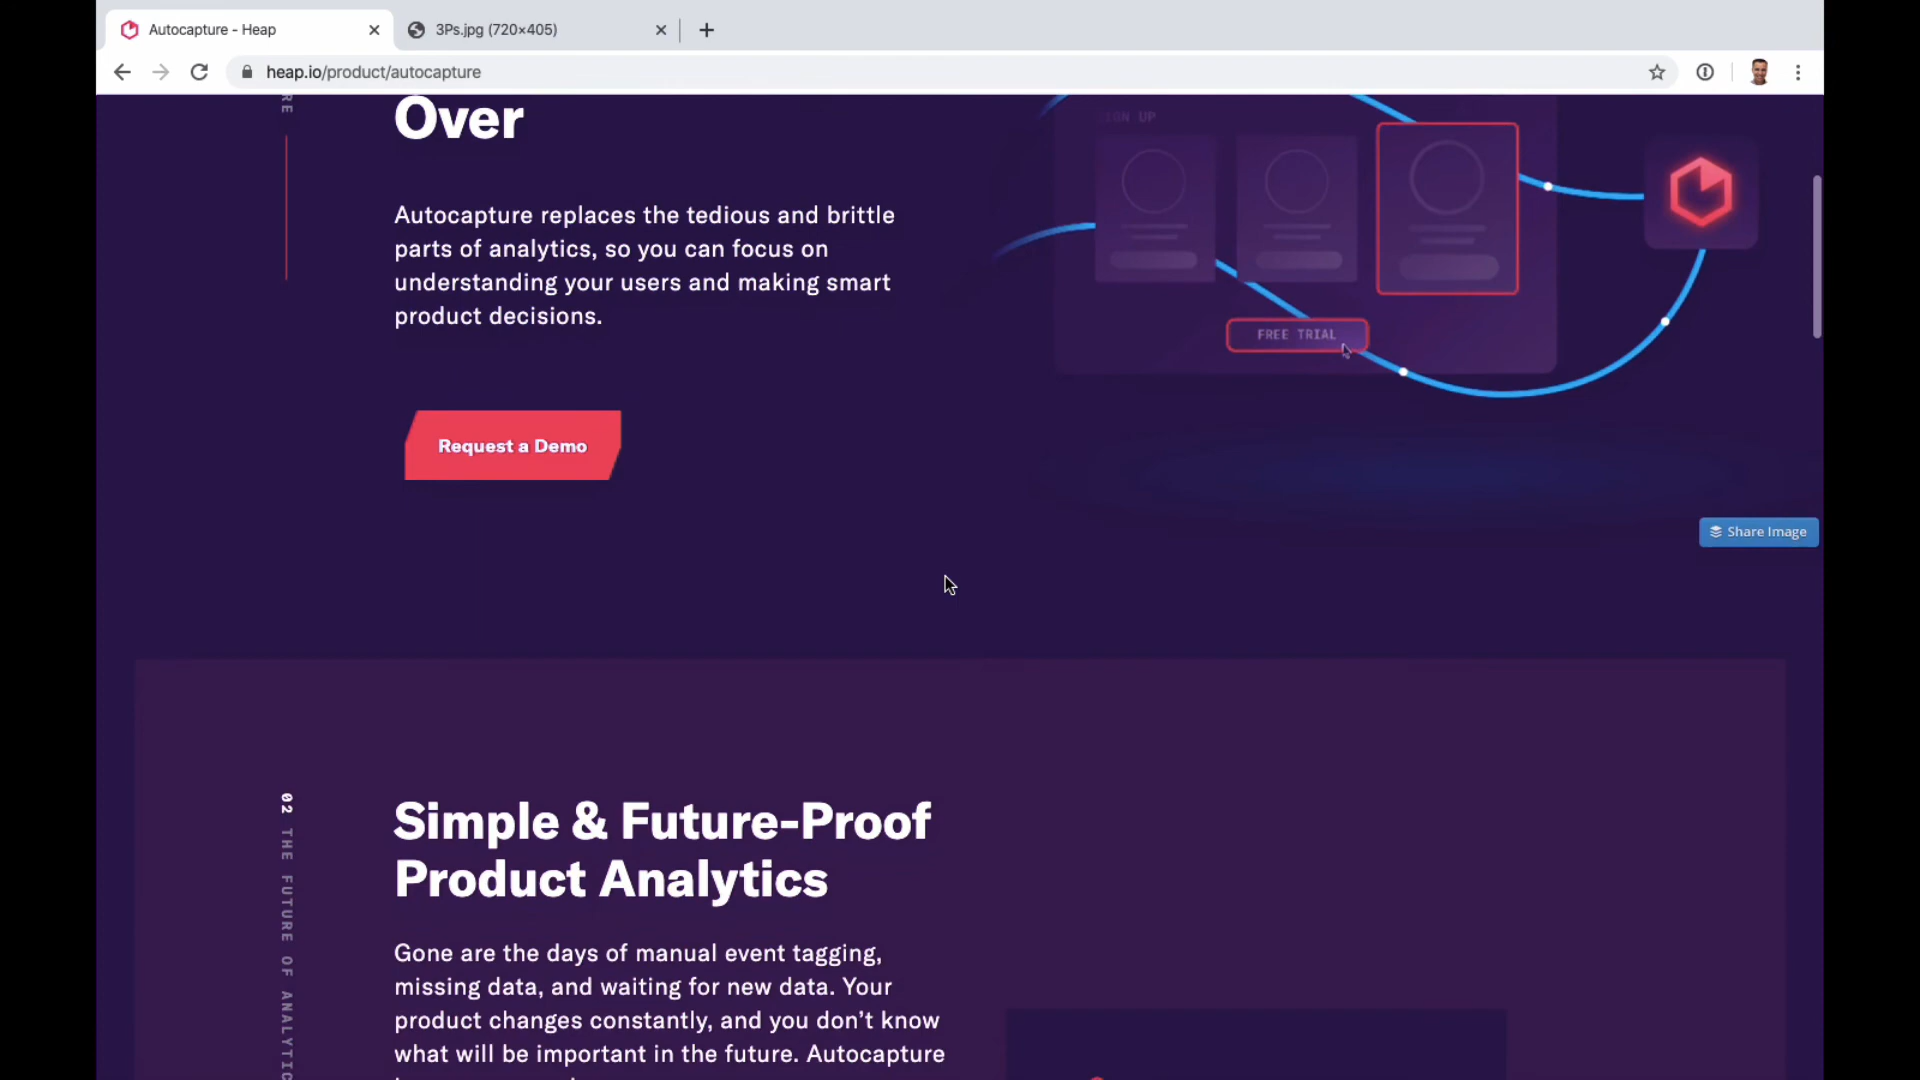 Autocapture - Heap
3Ps.jpg (720×405)
heap.io/product/autocapture
RE
Over
Autocapture replaces the tedious and brittle
parts of analytics, so you can focus on
understanding your users and making smart
product decisions.
Request a Demo
SIGN UP
FREE TRIAL
Share Image
02 THE FUTURE OF ANALYTIC
Simple & Future-Proof
Product Analytics
Gone are the days of manual event tagging,
missing data, and waiting for new data. Your
product changes constantly, and you don’t know
what will be important in the future. Autocapture